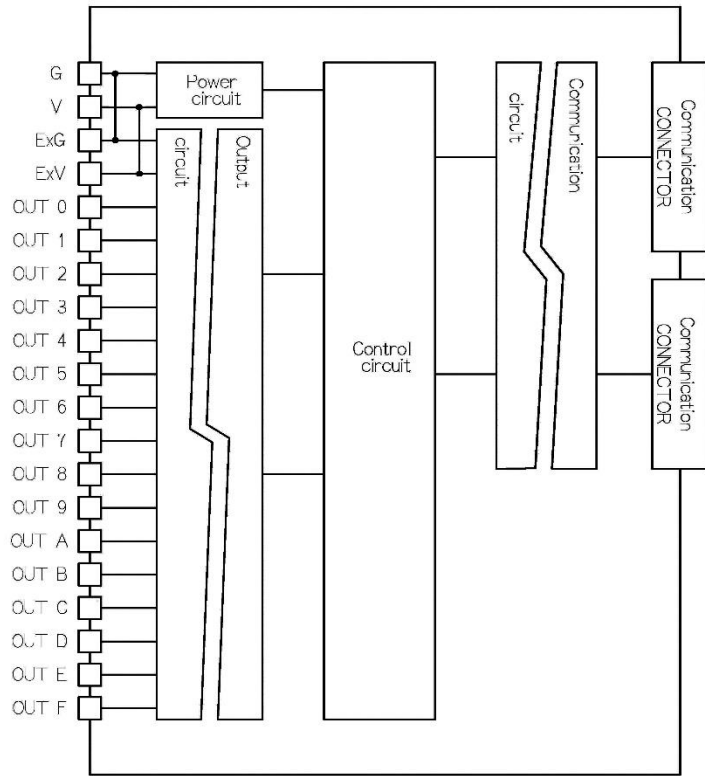 G
V
ExG
ExV
OUT 0
OUT 1
OUT 2
OUT 3
OUT 4
OUT 5
OUT 6
OUT 7
OUT 8
OUT 9
OUT A
OUT B
OUT C
OUT D
OUT E
OUT F
Power
circuit
Output
circuit
Control
circuit
Communication
circuit
Communication
CONNECTOR
Communication
CONNECTOR